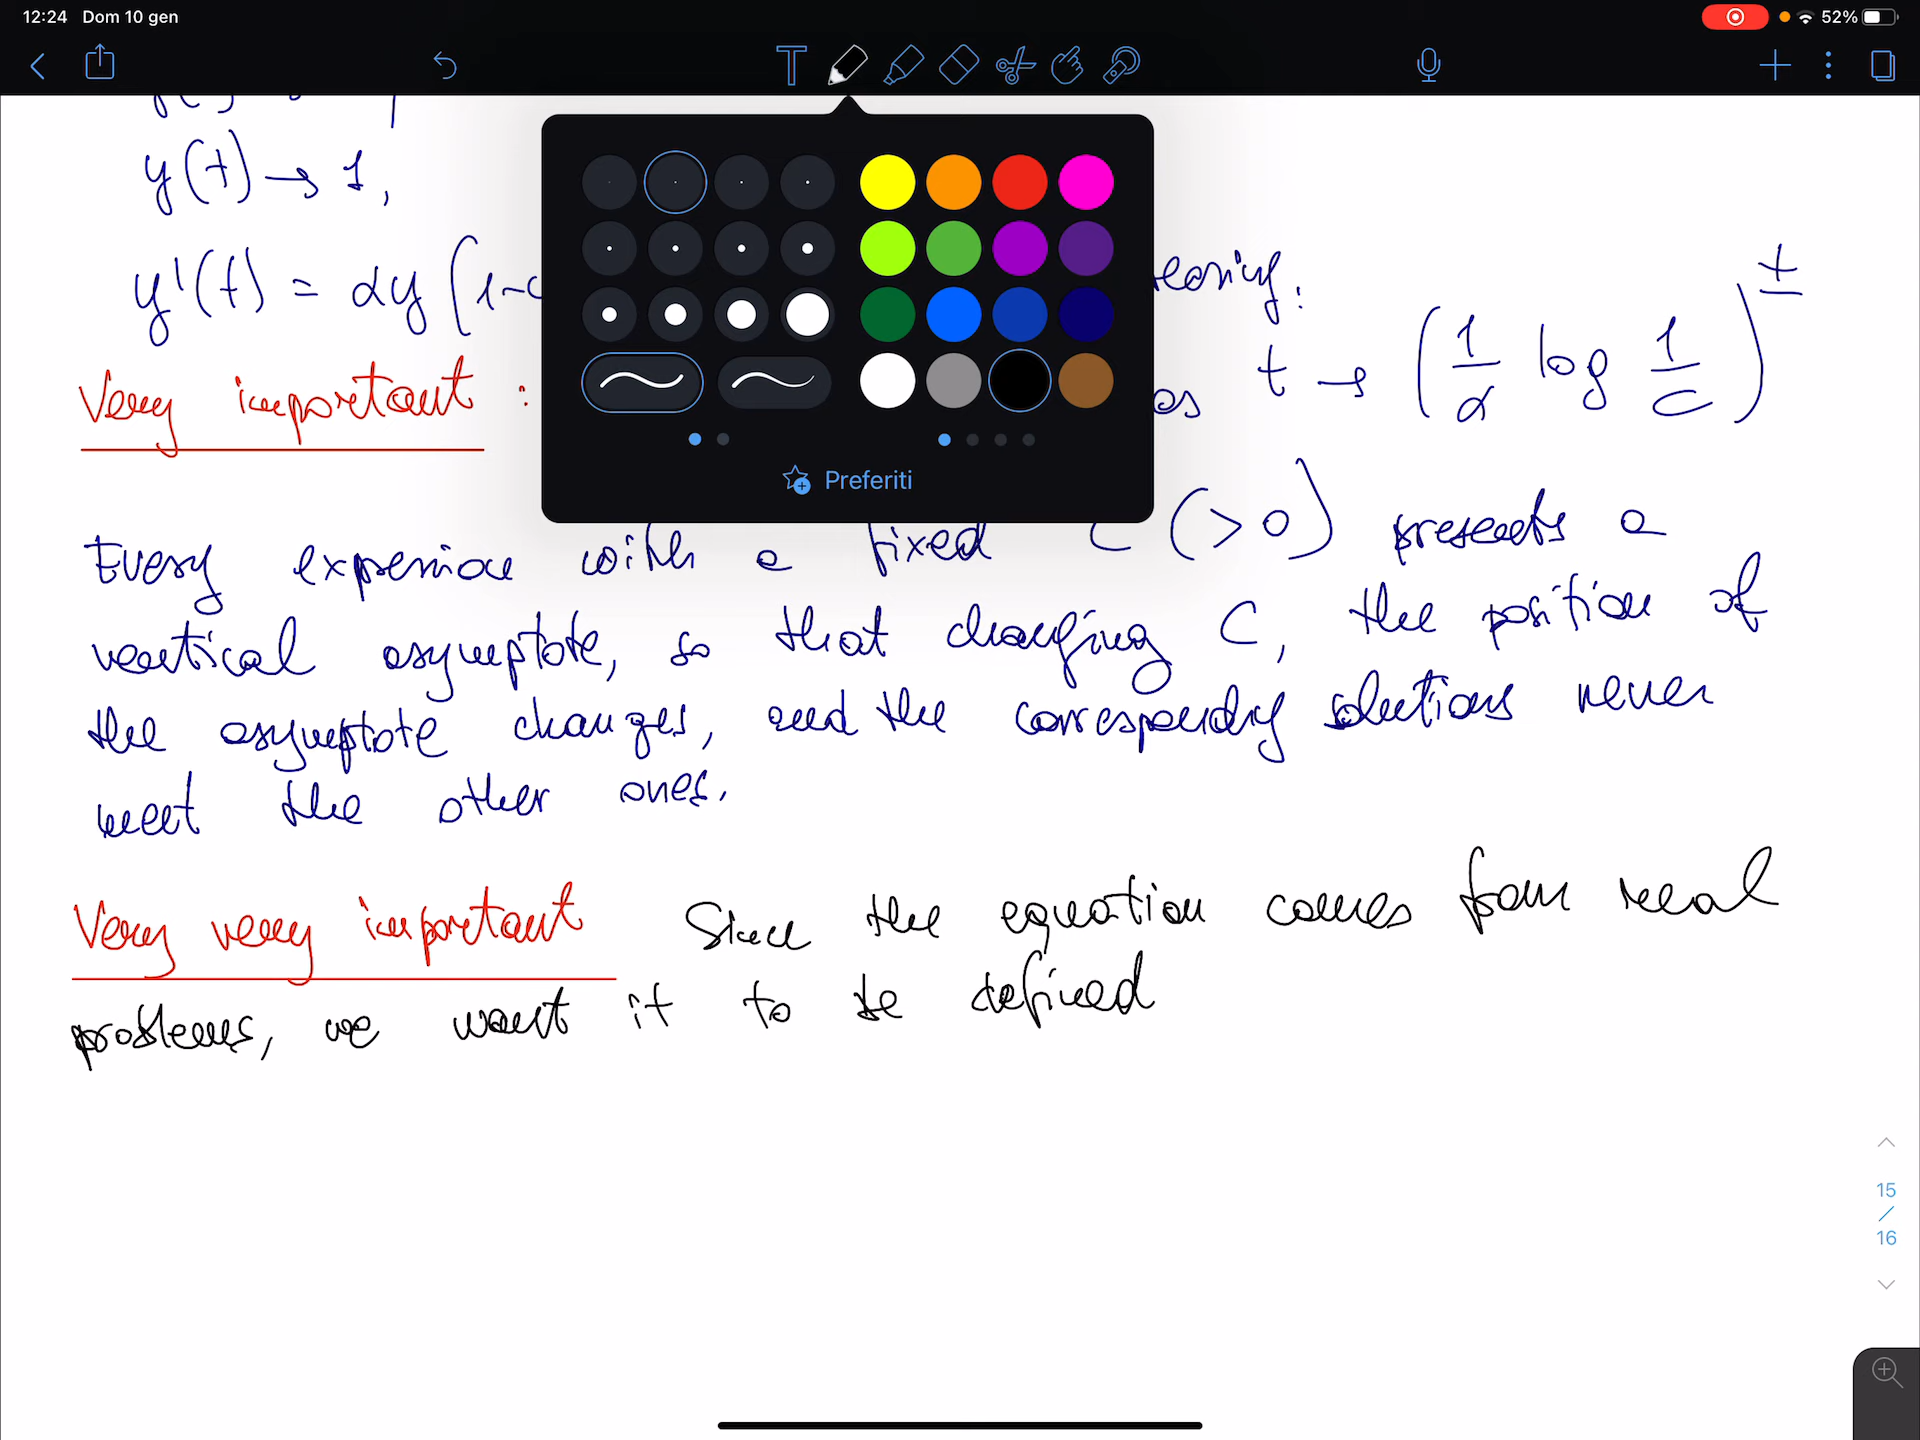 12:24 Dom 10 gen
52%
y(t) → 1,
y'(t) = αy (1-
:
Very important :
as t → (1/α log 1/c)^±
Preferiti
Every expression with a fixed C (>0) presents a
vertical asymptote, so that changing C, the position of
the asymptote changes, and the corresponding solutions never
meet the other ones.
Very very important Since the equation comes from real
problems, we want it to be defined
15
/
16